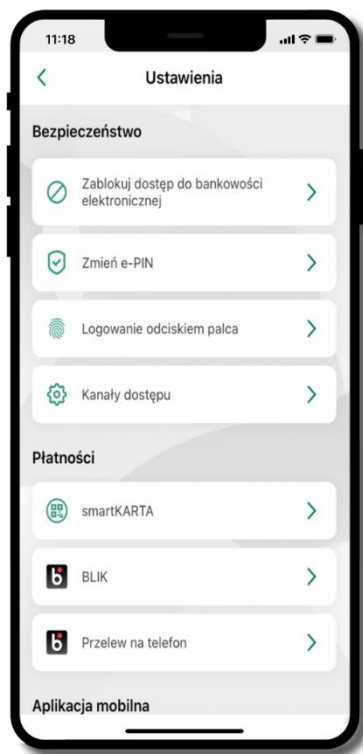 11:18
Ustawienia
Bezpieczeństwo
Zablokuj dostęp do bankowości
elektronicznej
Zmień e-PIN
Logowanie odciskiem palca
Kanały dostępu
Płatności
smartKARTA
BLIK
Przelew na telefon
Aplikacja mobilna